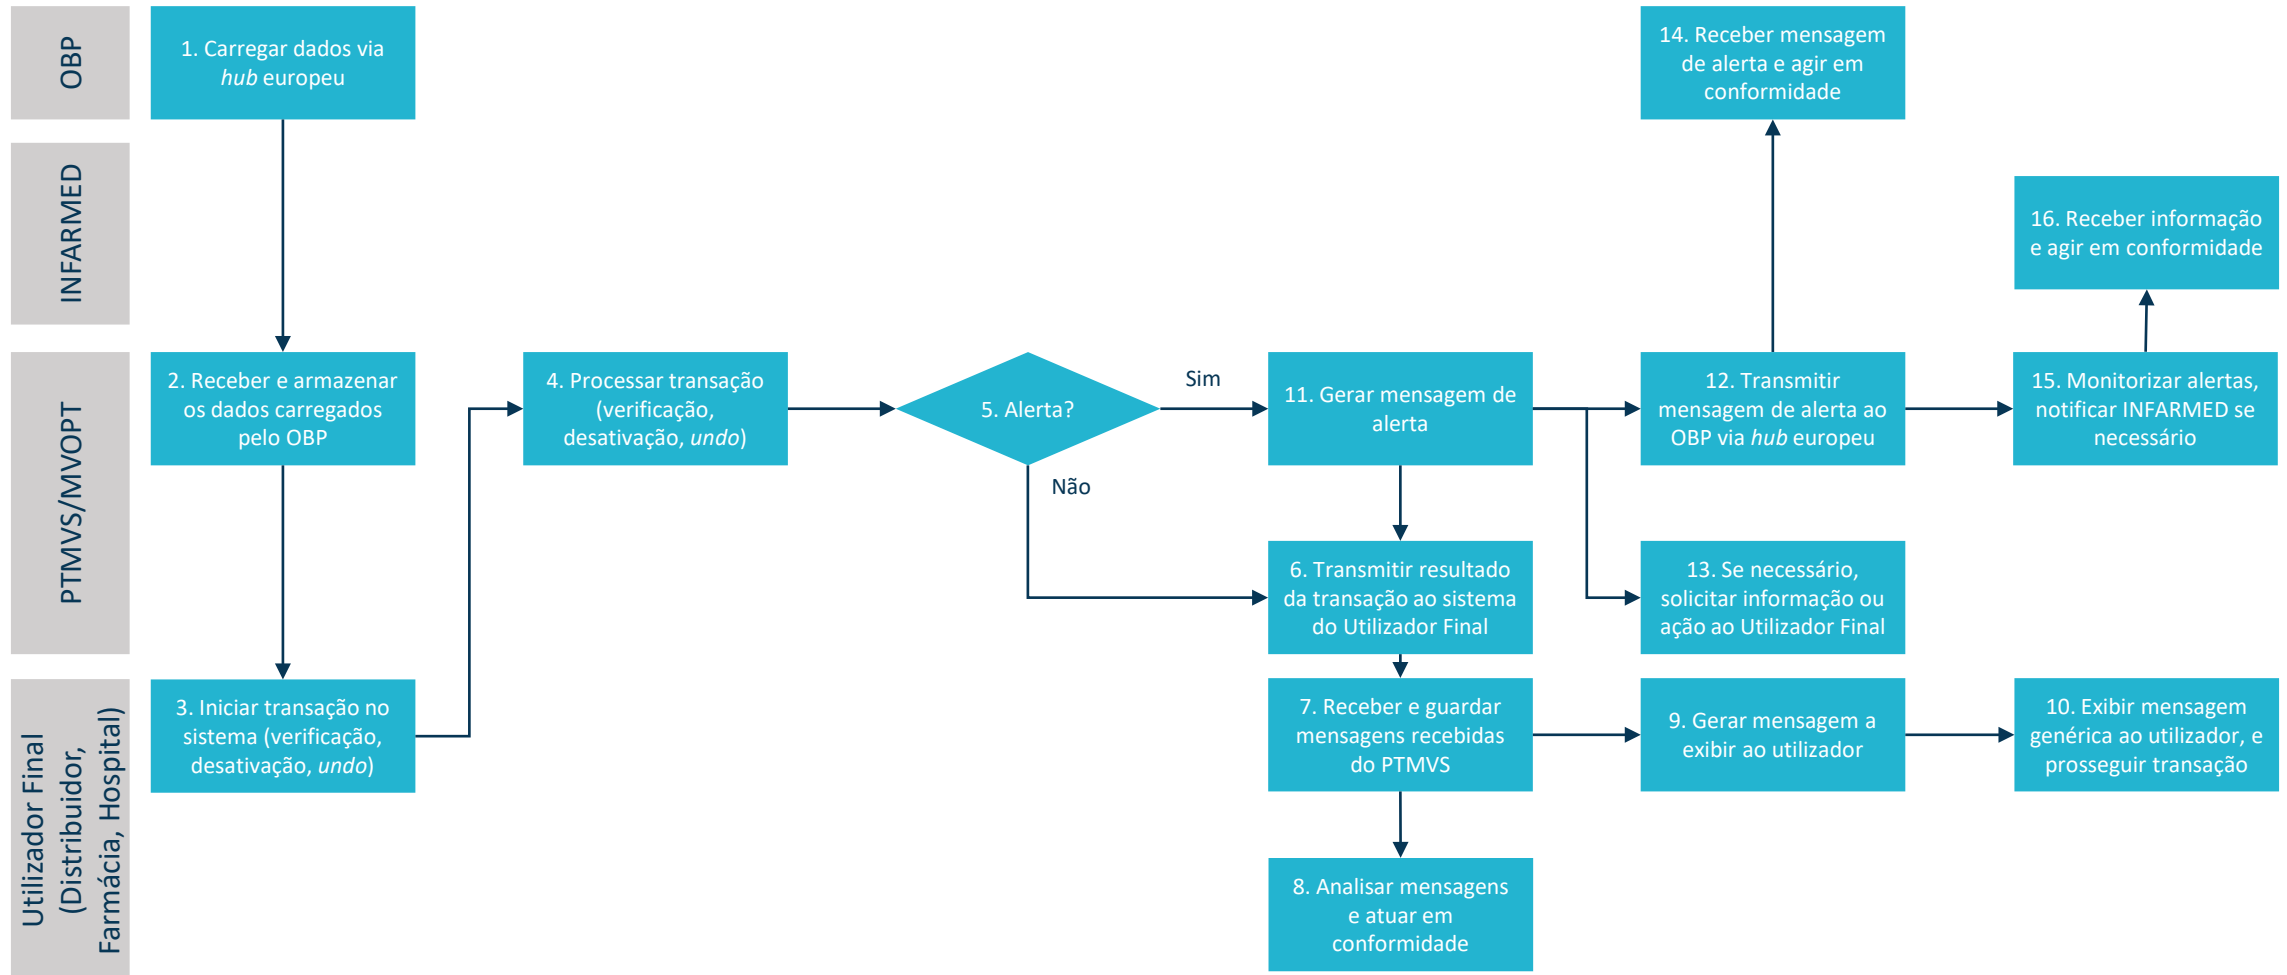 OBP
1. Carregar dados via
hub europeu
14. Receber mensagem
de alerta e agir em
conformidade
INFARMED
16. Receber informação
e agir em conformidade
PTMVS/MVOPT
2. Receber e armazenar
os dados carregados
pelo OBP
4. Processar transação
(verificação,
desativação, undo)
5. Alerta?
Sim
Não
11. Gerar mensagem de
alerta
12. Transmitir
mensagem de alerta ao
OBP via hub europeu
15. Monitorizar alertas,
notificar INFARMED se
necessário
6. Transmitir resultado
da transação ao sistema
do Utilizador Final
13. Se necessário,
solicitar informação ou
ação ao Utilizador Final
Utilizador Final
(Distribuidor,
Farmácia, Hospital)
3. Iniciar transação no
sistema (verificação,
desativação, undo)
7. Receber e guardar
mensagens recebidas
do PTMVS
9. Gerar mensagem a
exibir ao utilizador
10. Exibir mensagem
genérica ao utilizador, e
prosseguir transação
8. Analisar mensagens
e atuar em
conformidade